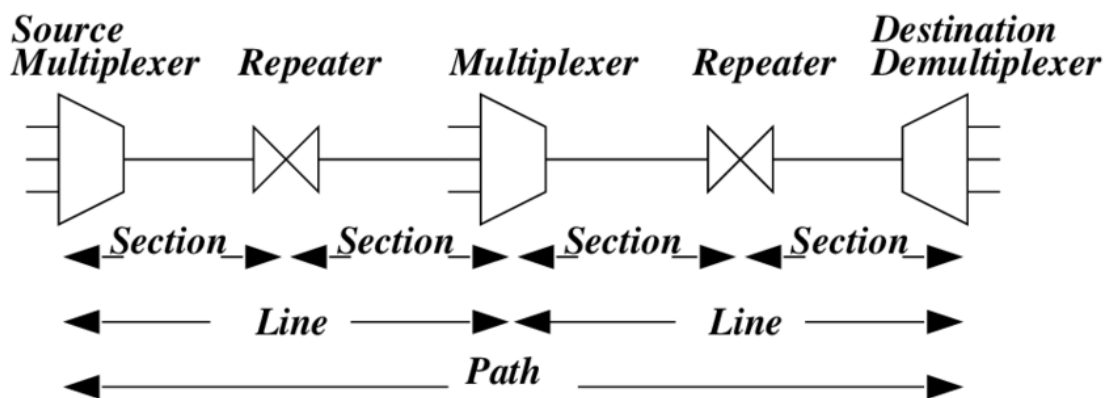 Source
Multiplexer
Repeater
Multiplexer
Repeater
Destination
Demultiplexer
Section
Section
Section
Section
Line
Line
Path